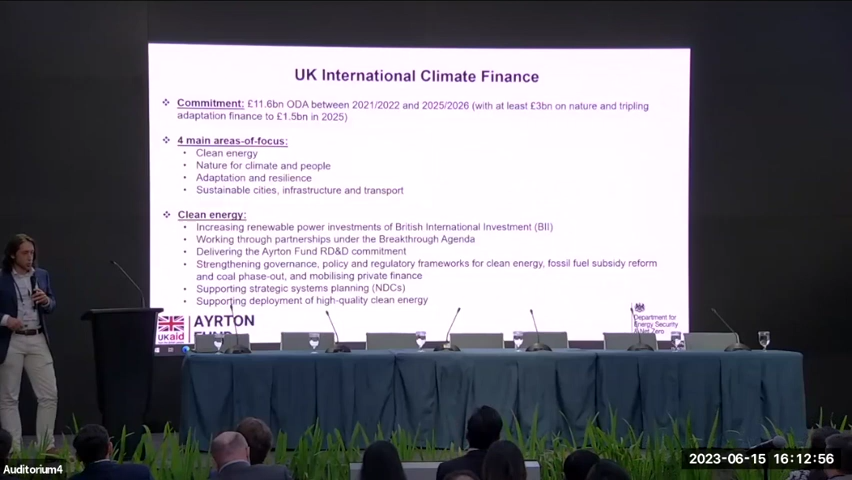 UK International Climate Finance
❖ Commitment: £11.6bn ODA between 2021/2022 and 2025/2026 (with at least £3bn on nature and tripling
adaptation finance to £1.5bn in 2025)
❖ 4 main areas-of-focus:
• Clean energy
• Nature for climate and people
• Adaptation and resilience
• Sustainable cities, infrastructure and transport
❖ Clean energy:
• Increasing renewable power investments of British International Investment (BII)
• Working through partnerships under the Breakthrough Agenda
• Delivering the Ayrton Fund RD&D commitment
• Strengthening governance, policy and regulatory frameworks for clean energy, fossil fuel subsidy reform
and coal phase-out, and mobilising private finance
• Supporting strategic systems planning (NDCs)
• Supporting deployment of high-quality clean energy
UKaid
AYRTON
FUND
Department for
Energy Security
& Net Zero
Auditorium4
2023-06-15 16:12:56